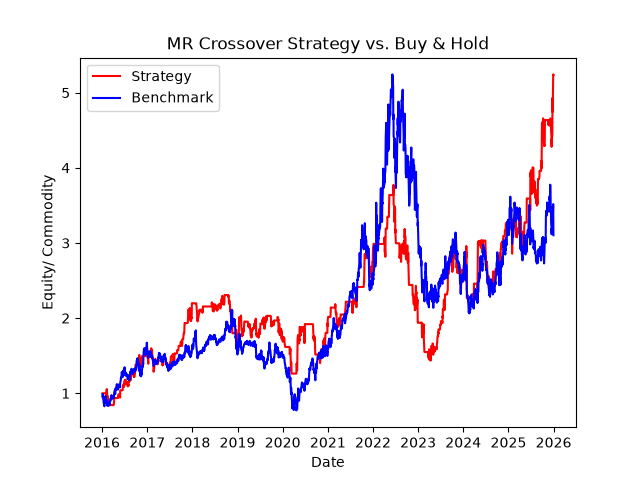 MR Crossover Strategy vs. Buy & Hold
Strategy
Benchmark
5
4
3
2
1
Equity/ Commodity
2016 2017 2018 2019 2020 2021 2022 2023 2024 2025 2026
Date